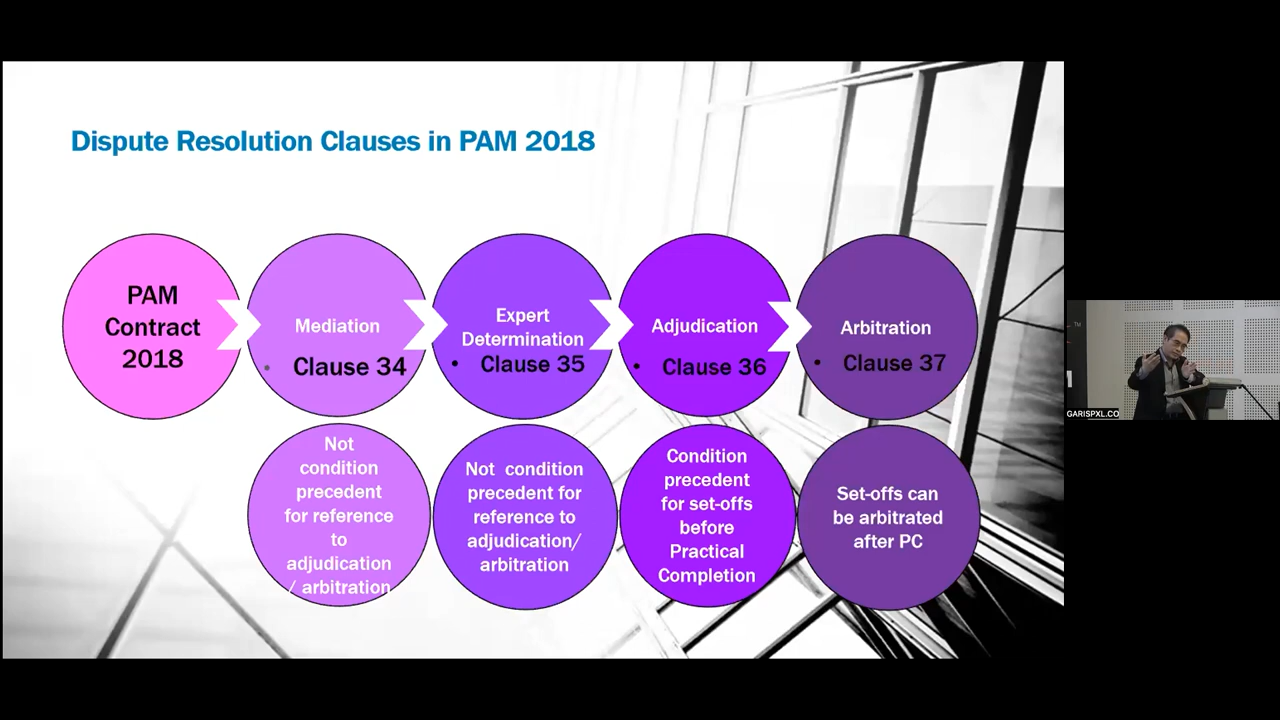 Dispute Resolution Clauses in PAM 2018
PAM
Contract
2018
Mediation
• Clause 34
Expert
Determination
• Clause 35
Adjudication
• Clause 36
Arbitration
• Clause 37
Not
condition
precedent
for reference
to
adjudication
/ arbitration
Not condition
precedent for
reference to
adjudication/
arbitration
Condition
precedent
for set-offs
before
Practical
Completion
Set-offs can
be arbitrated
after PC
TM
GARISPXL.CO